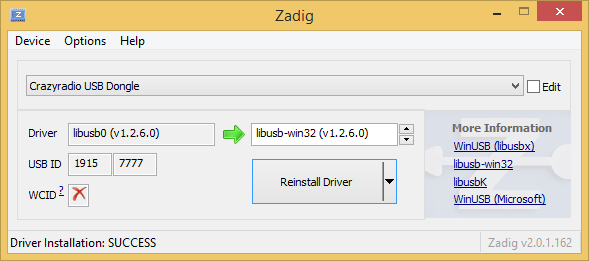 Zadig
Device Options Help
Crazyradio USB Dongle
Edit
Driver libusb0 (v1.2.6.0) libusb-win32 (v1.2.6.0)
USB ID 1915 7777
WCID ?
Reinstall Driver
More Information
WinUSB (libusbx)
libusb-win32
libusbK
WinUSB (Microsoft)
Driver Installation: SUCCESS
Zadig v2.0.1.162